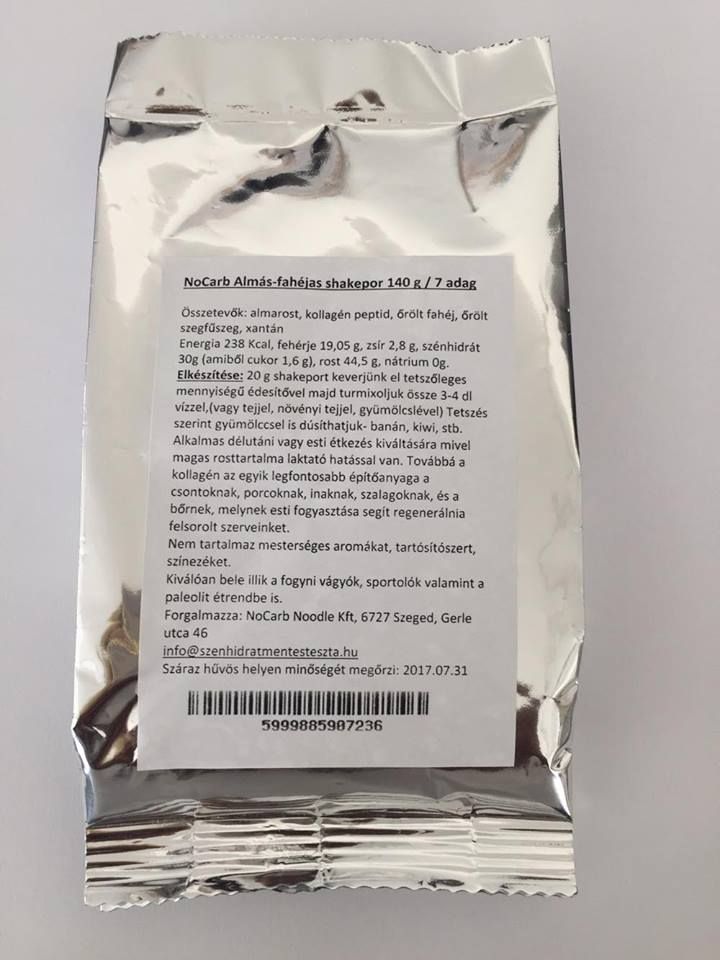 NoCarb Almás-fahéjas shakepor 140 g / 7 adag
Összetevők: almarost, kollagén peptid, őrölt fahéj, őrölt
szegfűszeg, xantán
Energia 238 Kcal, fehérje 19,05 g, zsír 2,8 g, szénhidrát
30g (amiből cukor 1,6 g), rost 44,5 g, nátrium 0g.
Elkészítése: 20 g shakeport keverjünk el tetszőleges
mennyiségű édesítővel majd turmixoljuk össze 3-4 dl
vízzel,(vagy tejjel, növényi tejjel, gyümölcslével) Tetszés
szerint gyümölccsel is dúsíthatjuk- banán, kiwi, stb.
Alkalmas délutáni vagy esti étkezés kiváltására mivel
magas rosttartalma laktató hatással van. Továbbá a
kollagén az egyik legfontosabb építőanyaga a
csontoknak, porcoknak, inaknak, szalagoknak, és a
bőrnek, melynek esti fogyasztása segít regenerálnia
felsorolt szerveinket.
Nem tartalmaz mesterséges aromákat, tartósítószert,
színezéket.
Kiválóan bele illik a fogyni vágyók, sportolók valamint a
paleolit étrendbe is.
Forgalmazza: NoCarb Noodle Kft, 6727 Szeged, Gerle
utca 46
info@szenhidratmentesteszta.hu
Száraz hűvös helyen minőségét megőrzi: 2017.07.31
5999885987236